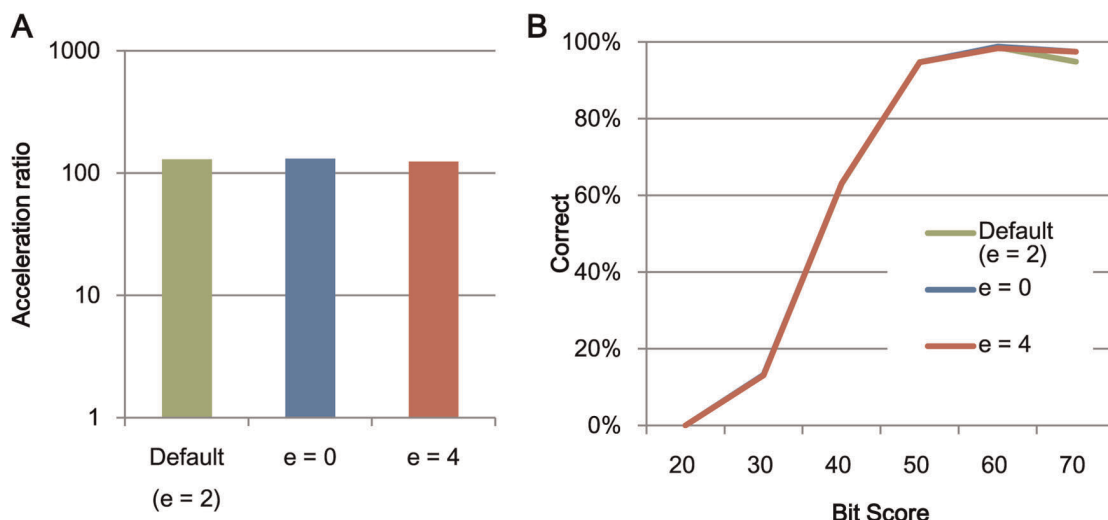 A
1000
100
10
1
Acceleration ratio
Default
(e = 2)
e = 0
e = 4
B
100%
80%
60%
40%
20%
0%
Correct
Default
(e = 2)
e = 0
e = 4
20 30 40 50 60 70
Bit Score